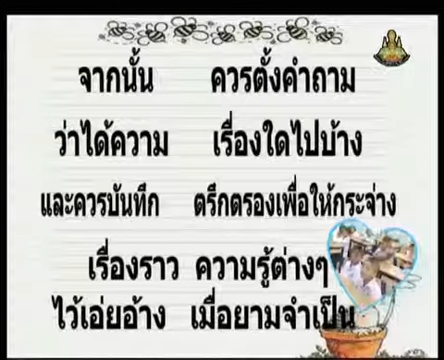 จากนั้น ควรตั้งคำถาม
ว่าได้ความ เรื่องใดไปบ้าง
และควรบันทึก ตรึกตรองเพื่อให้กระจ่าง
เรื่องราว ความรู้ต่างๆ
ไว้เอ่ยอ้าง เมื่อยามจำเป็น